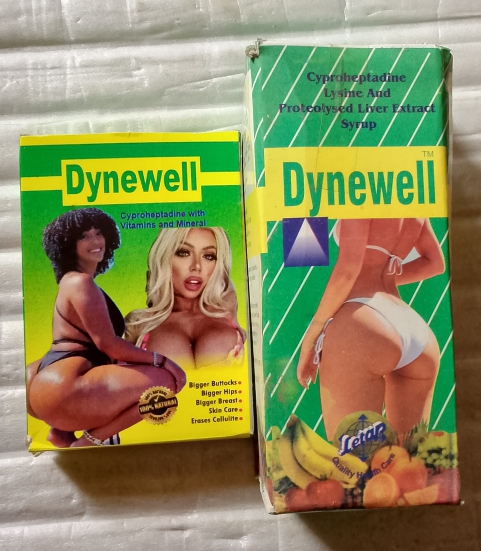 Dynewell
Cyproheptadine with
Vitamins and Mineral
100% NATURAL
Bigger Buttocks
Bigger Hips
Bigger Breast
Skin Care
Erases Cellulite
Cyproheptadine
Lysine And
Proteolysed Liver Extract
Syrup
Dynewell TM
Letap
Quality Health Care